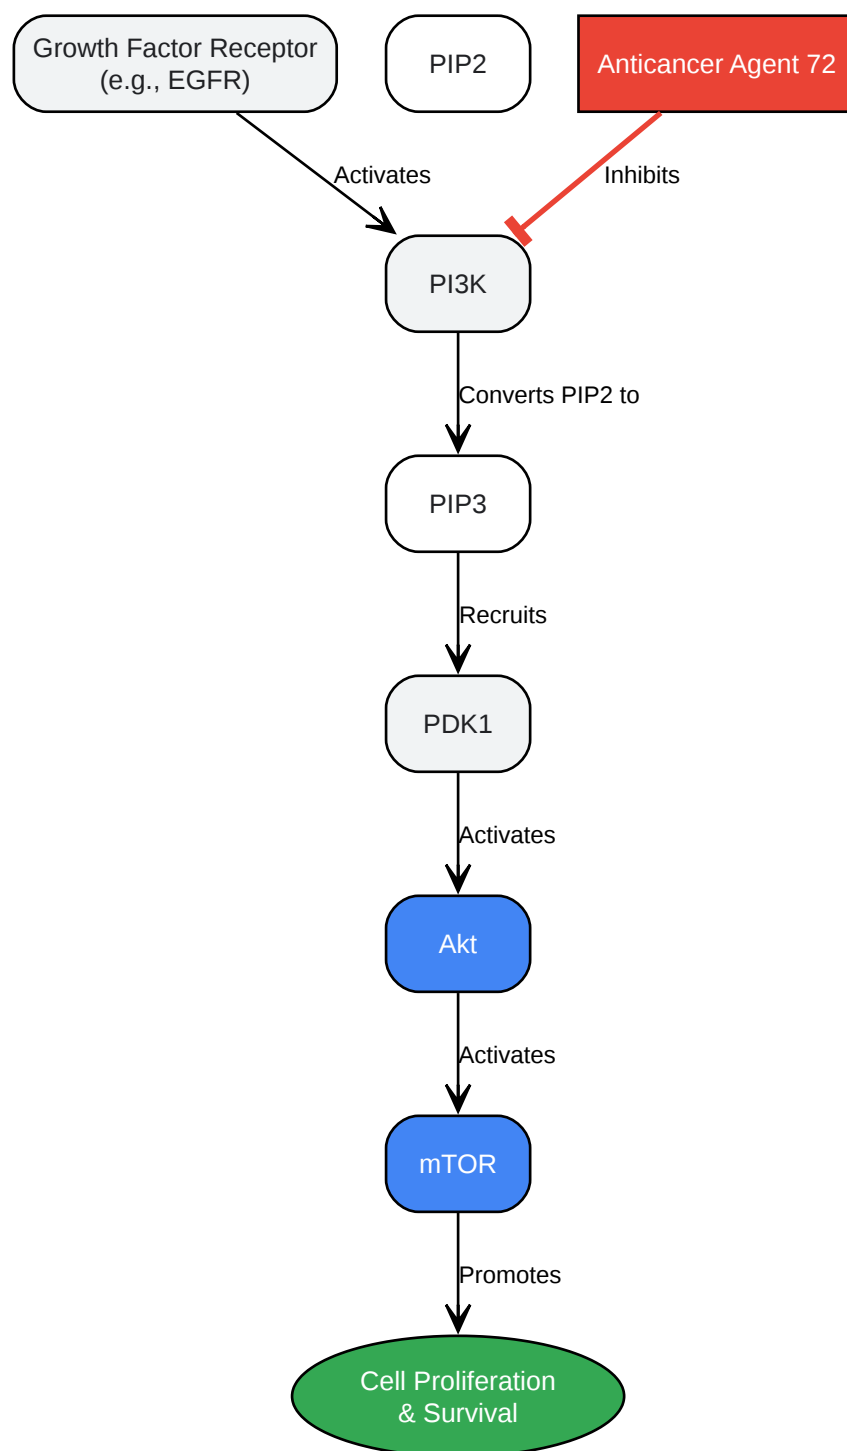 Growth Factor Receptor
(e.g., EGFR)
PIP2
Anticancer Agent 72
Activates
Inhibits
PI3K
Converts PIP2 to
PIP3
Recruits
PDK1
Activates
Akt
Activates
mTOR
Promotes
Cell Proliferation
& Survival